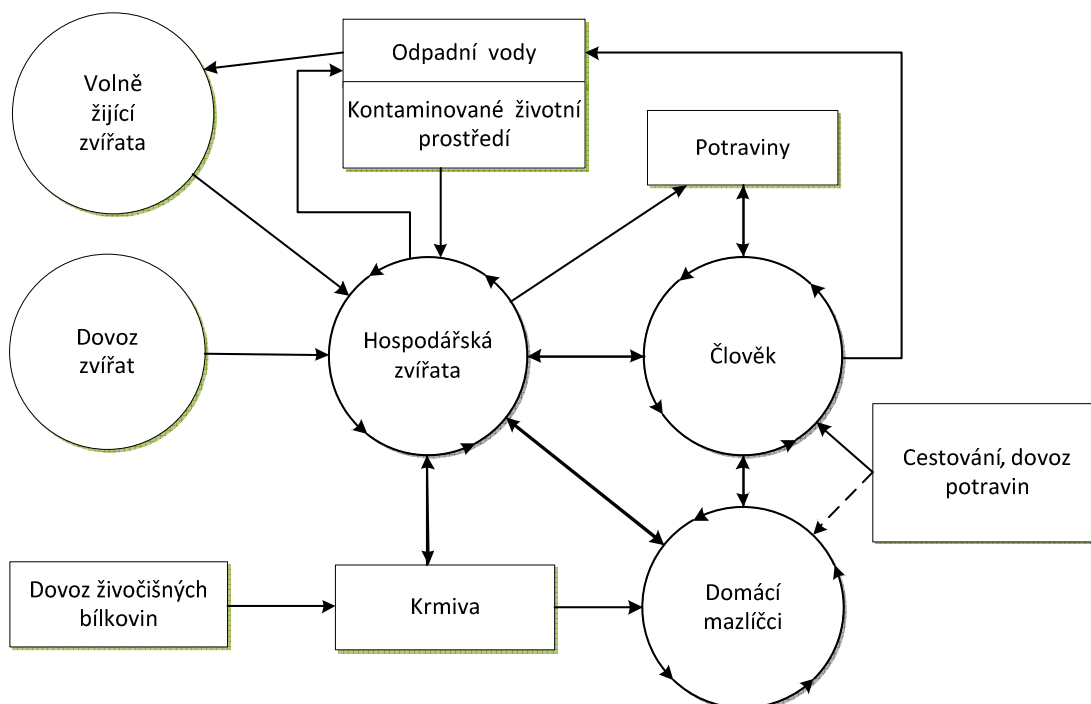 Volně
žijící
zvířata
Odpadní vody
Kontaminované životní
prostředí
Potraviny
Dovoz
zvířat
Hospodářská
zvířata
Člověk
Cestování, dovoz
potravin
Dovoz živočišných
bílkovin
Krmiva
Domácí
mazlíčci